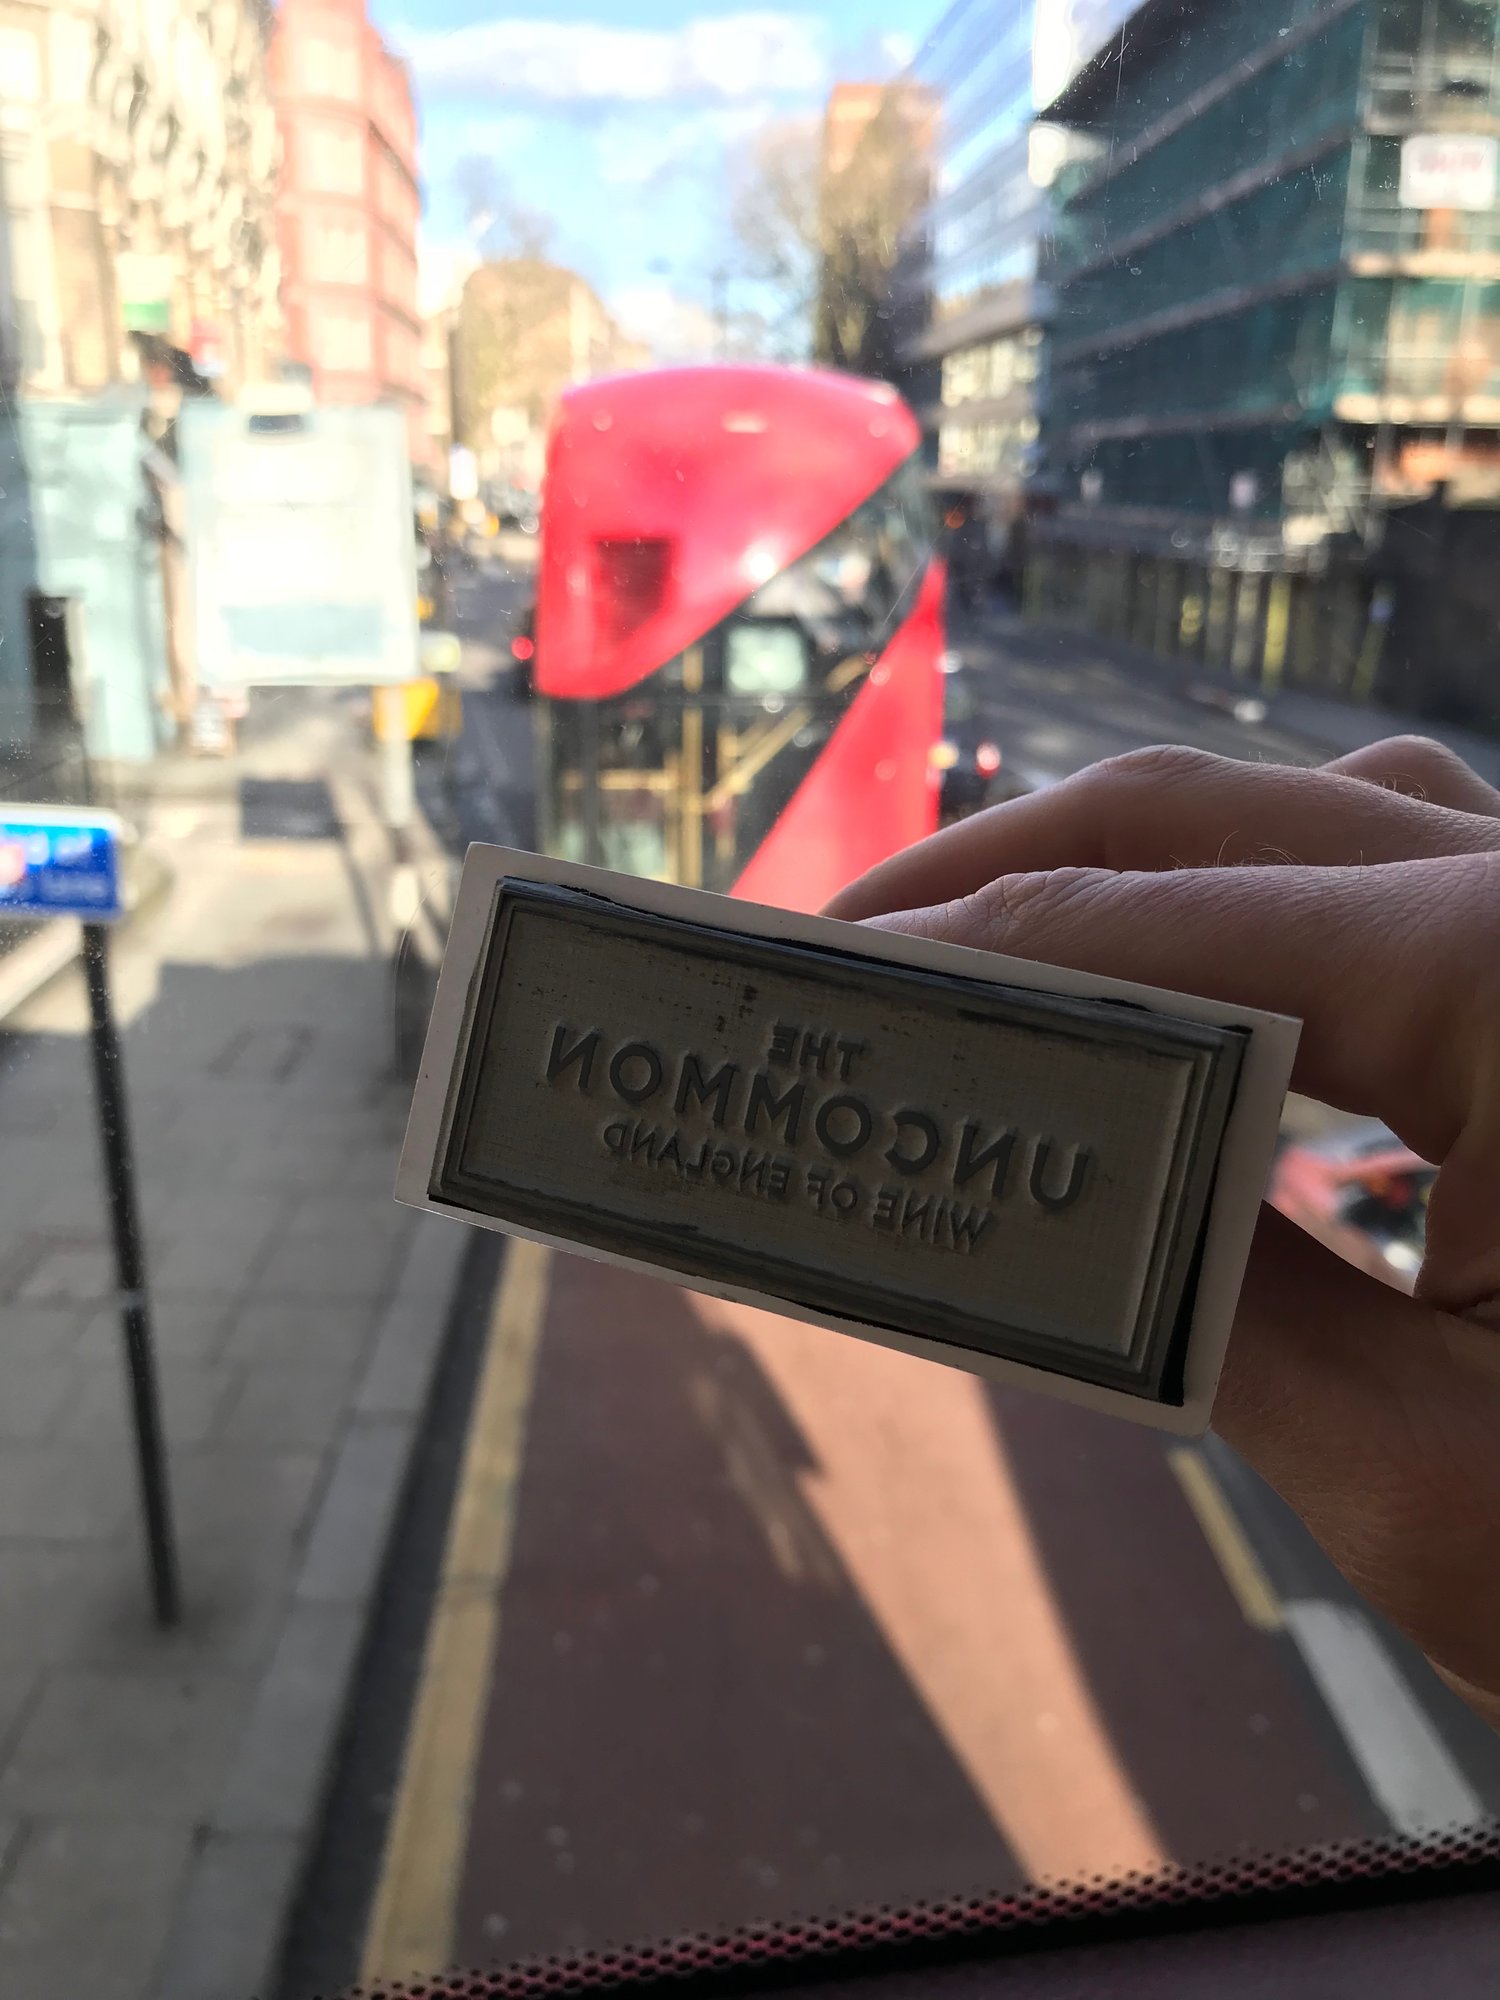 THE
UNCOMMON
WINE OF ENGLAND